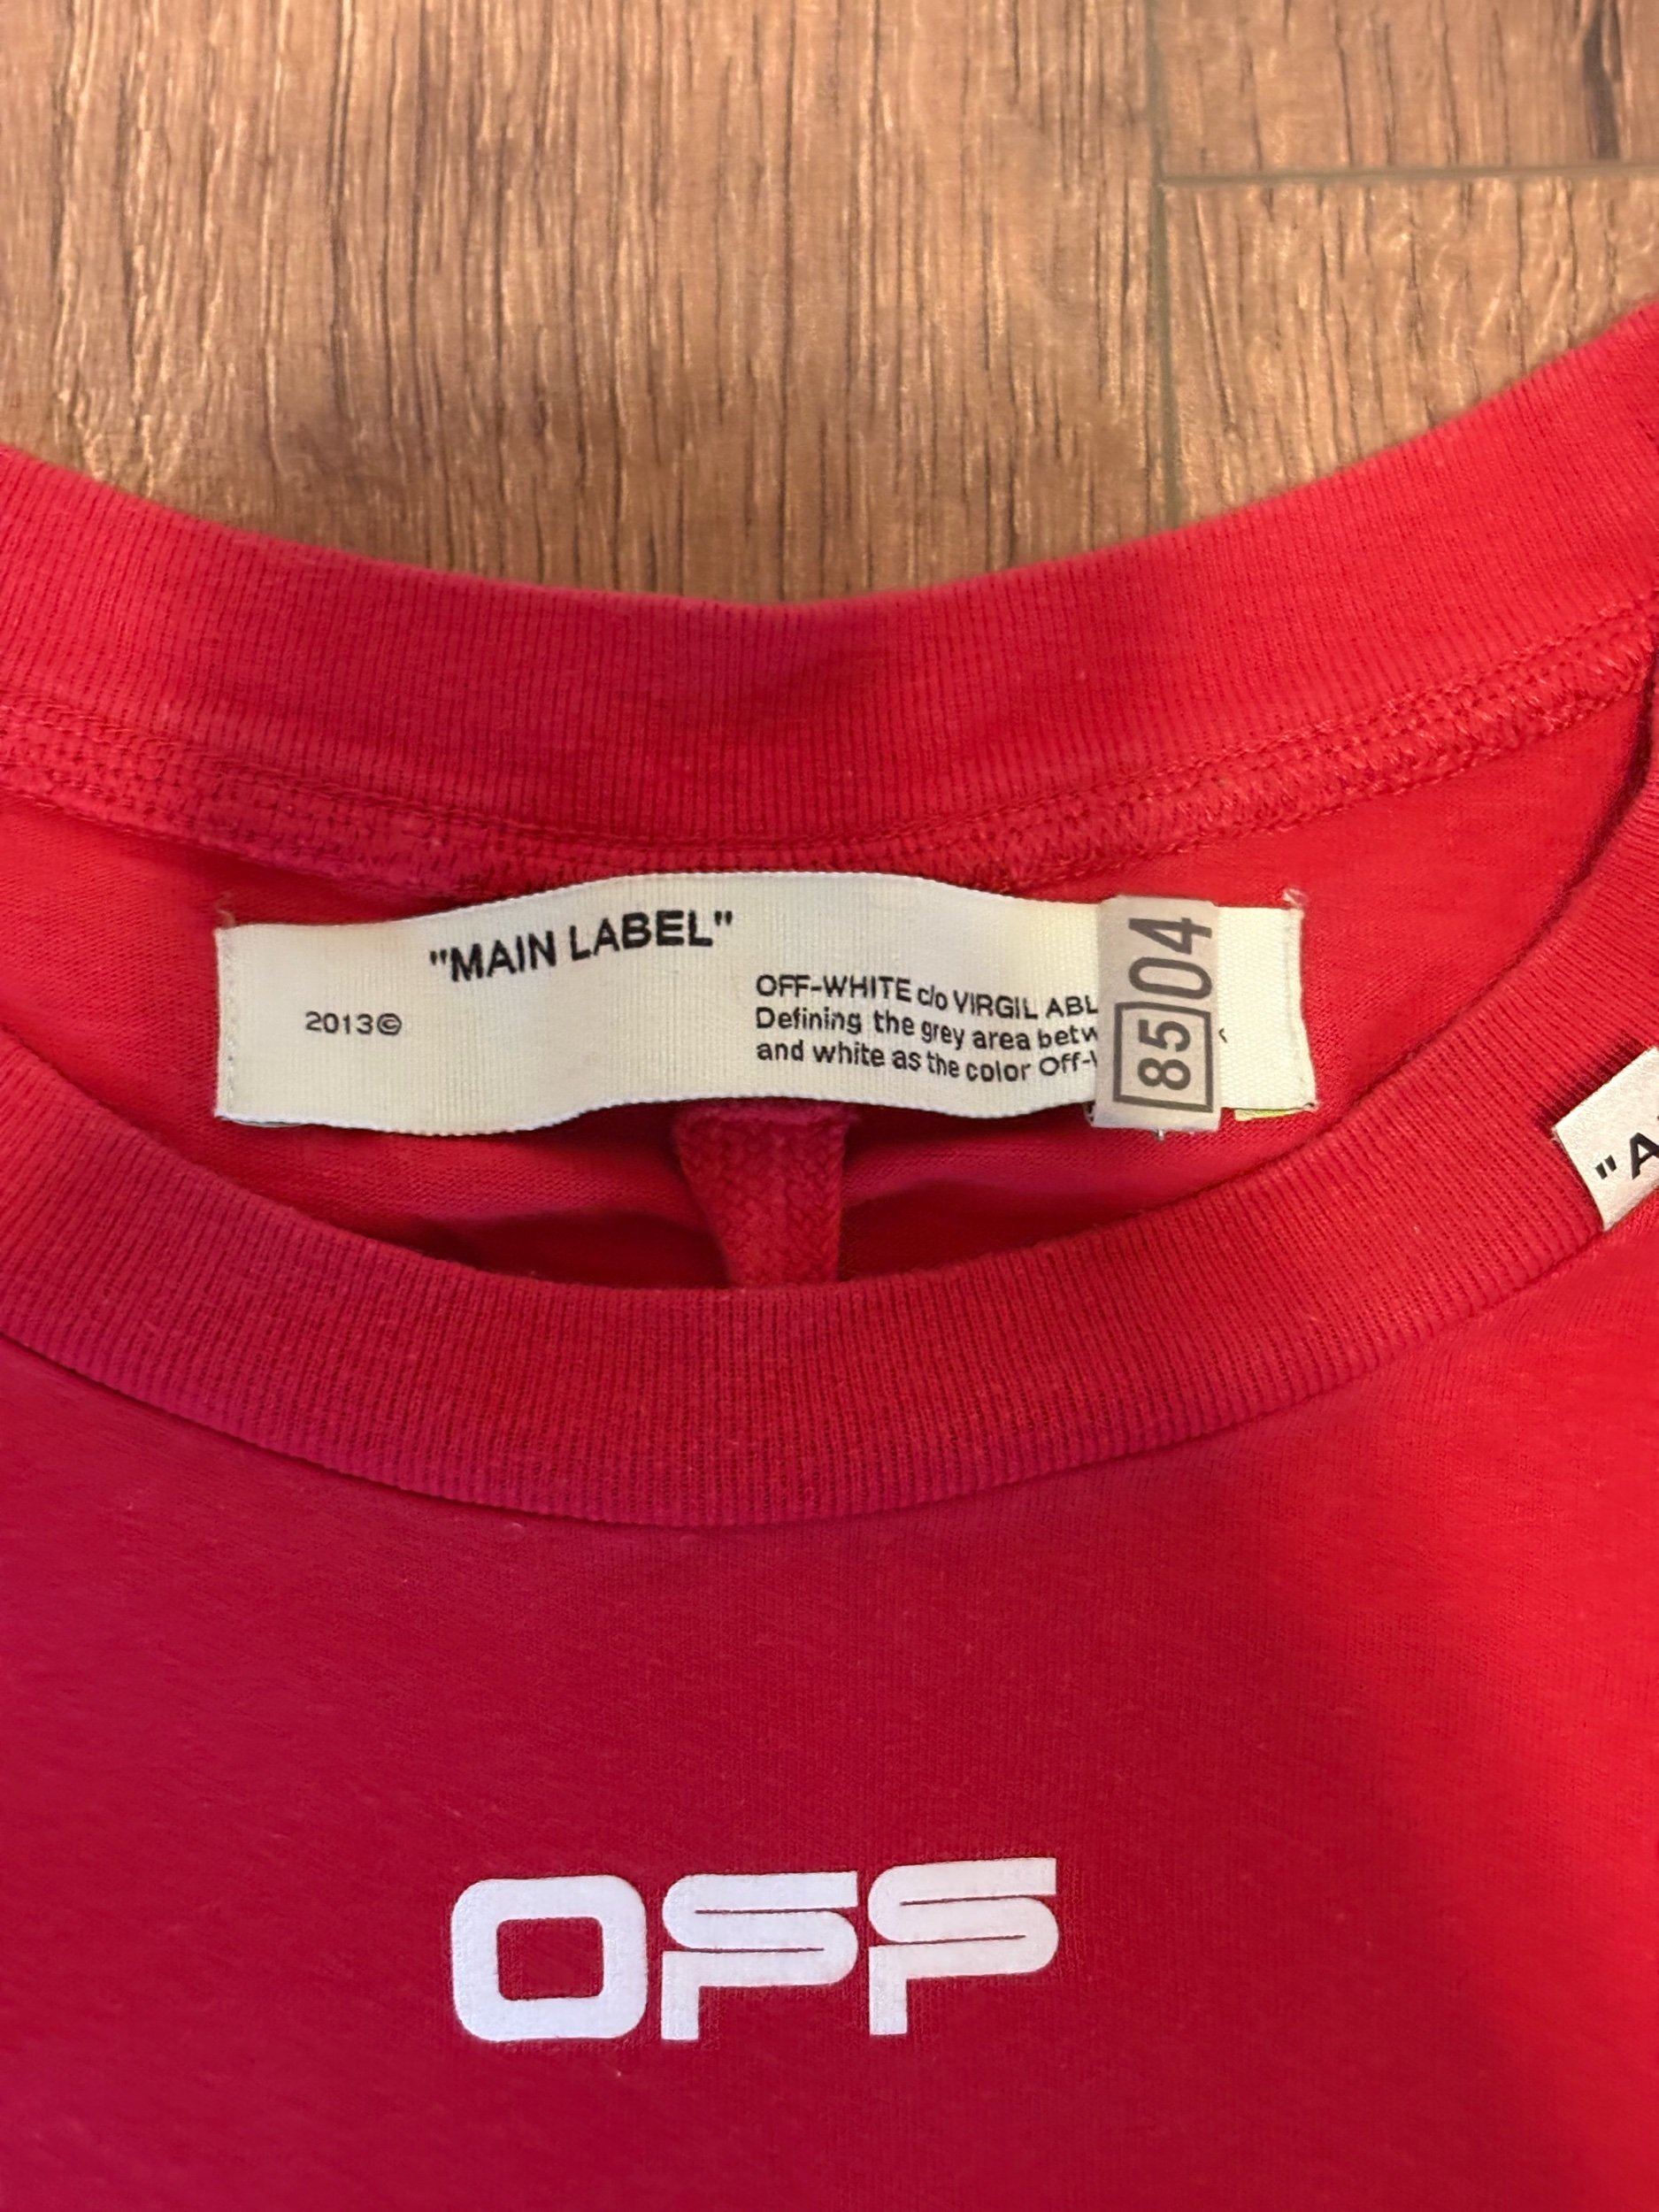 "MAIN LABEL"
2013©
OFF-WHITE c/o VIRGIL ABL
Defining the grey area betw
and white as the color Off-
85 04
"A
OFF